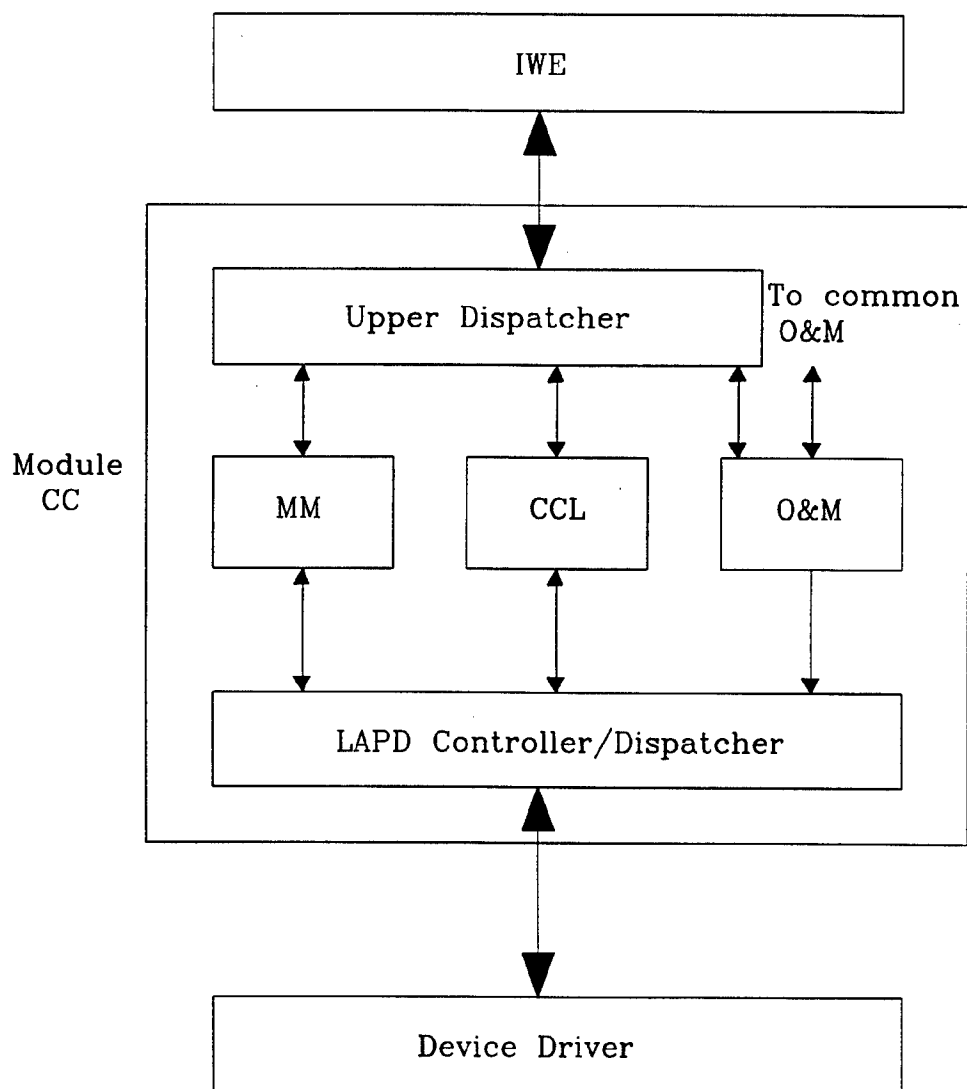 IWE
Upper Dispatcher
To common
O&M
Module
CC
MM
CCL
O&M
LAPD Controller/Dispatcher
Device Driver